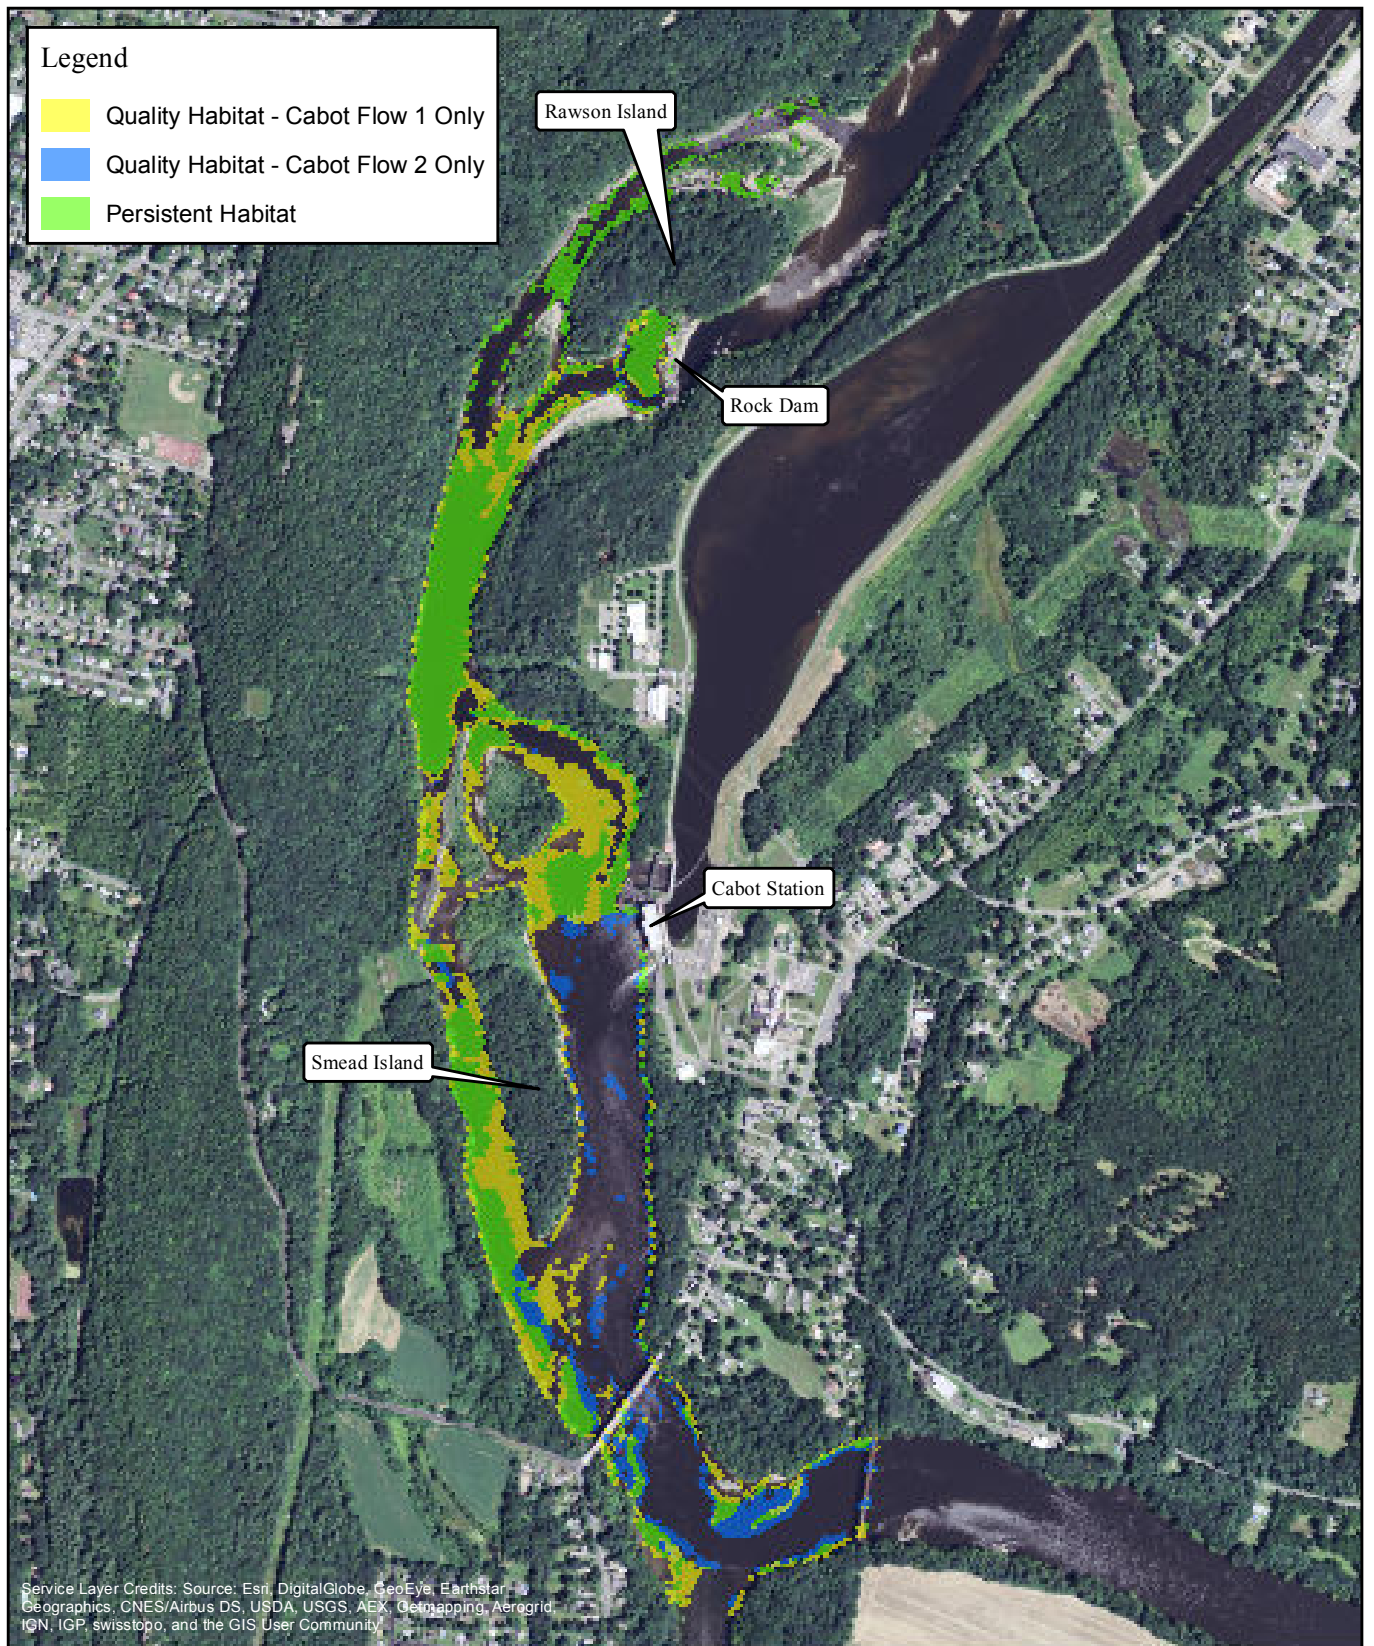 Legend
Quality Habitat - Cabot Flow 1 Only
Quality Habitat - Cabot Flow 2 Only
Persistent Habitat
Rawson Island
Rock Dam
Cabot Station
Smead Island
Service Layer Credits: Source: Esri, DigitalGlobe, GeoEye, Earthstar
Geographics, CNES/Airbus DS, USDA, USGS, AEX, Getmapping, Aerogrid,
IGN, IGP, swisstopo, and the GIS User Community